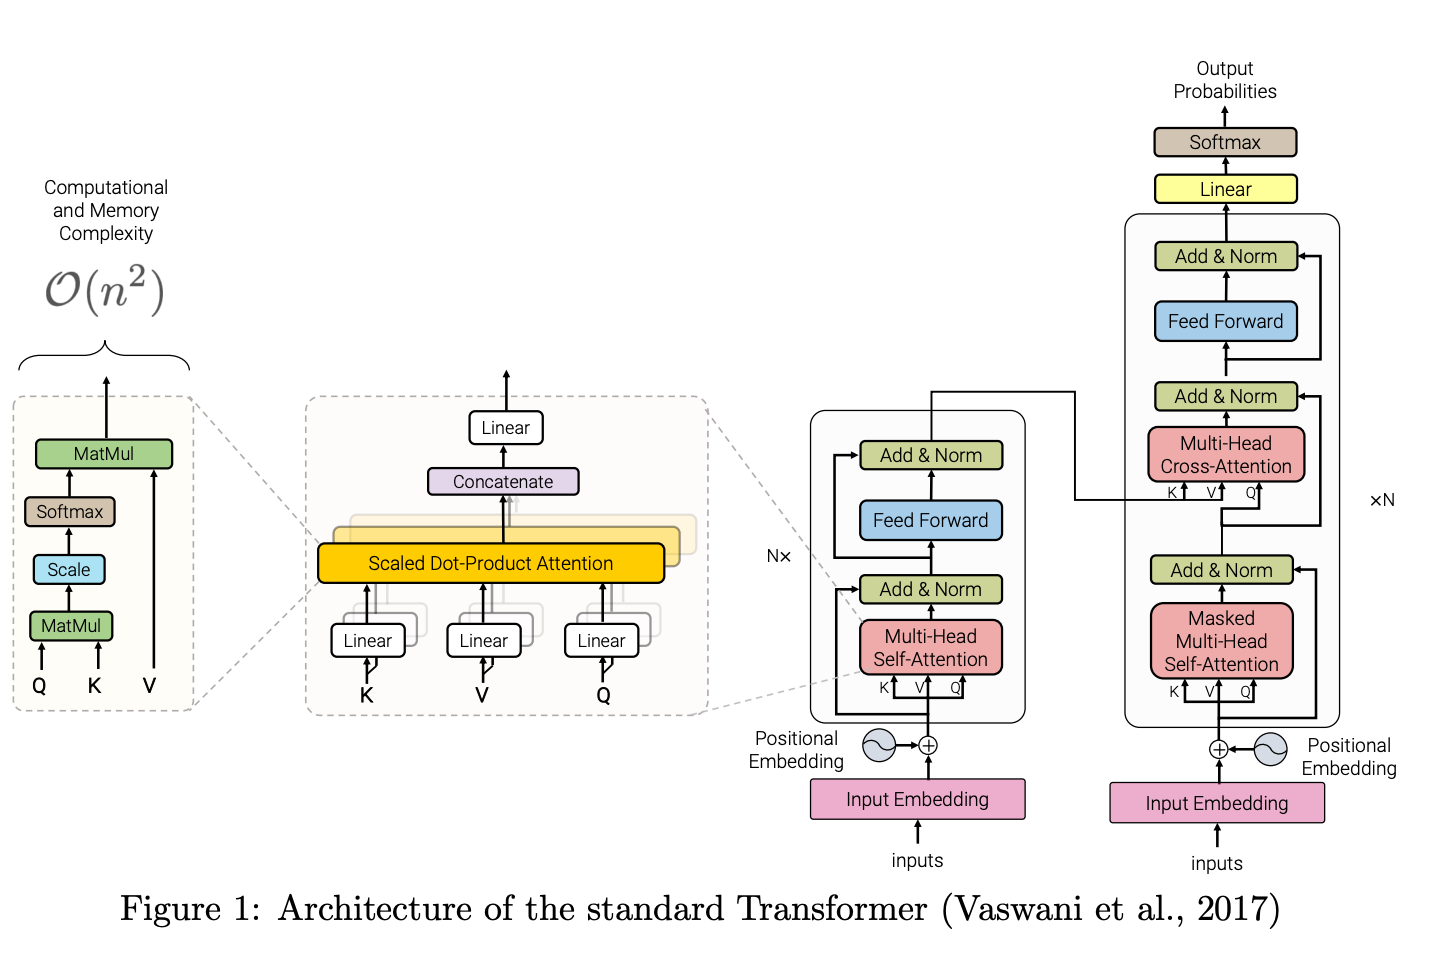 Computational
and Memory
Complexity
O(n²)
MatMul
Softmax
Scale
MatMul
Q K V
Linear
Concatenate
Scaled Dot-Product Attention
Linear Linear Linear
K V Q
N×
Add & Norm
Feed Forward
Add & Norm
Multi-Head
Self-Attention
K V Q
Positional
Embedding
Input Embedding
inputs
Output
Probabilities
Softmax
Linear
Add & Norm
Feed Forward
Add & Norm
Multi-Head
Cross-Attention
K V Q
×N
Add & Norm
Masked
Multi-Head
Self-Attention
K V Q
Positional
Embedding
Input Embedding
inputs
Figure 1: Architecture of the standard Transformer (Vaswani et al., 2017)